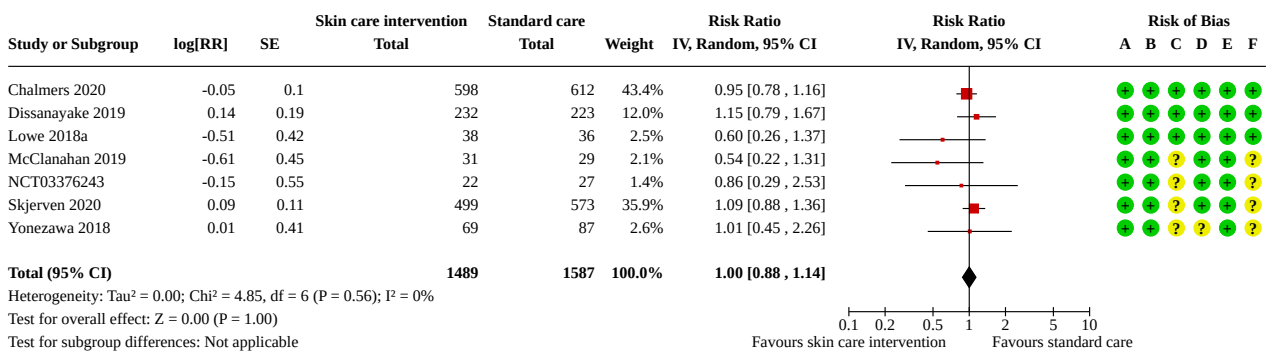 Skin care intervention Standard care Risk Ratio Risk Ratio Risk of Bias
Study or Subgroup log[RR] SE Total Total Weight IV, Random, 95% CI IV, Random, 95% CI A B C D E F
Chalmers 2020 -0.05 0.1 598 612 43.4% 0.95 [0.78 , 1.16] + + + + + +
Dissanayake 2019 0.14 0.19 232 223 12.0% 1.15 [0.79 , 1.67] + + + + + +
Lowe 2018a -0.51 0.42 38 36 2.5% 0.60 [0.26 , 1.37] + + + + + +
McClanahan 2019 -0.61 0.45 31 29 2.1% 0.54 [0.22 , 1.31] + + ? + + ?
NCT03376243 -0.15 0.55 22 27 1.4% 0.86 [0.29 , 2.53] + + ? + + ?
Skjerven 2020 0.09 0.11 499 573 35.9% 1.09 [0.88 , 1.36] + + ? + + ?
Yonezawa 2018 0.01 0.41 69 87 2.6% 1.01 [0.45 , 2.26] + + ? ? + ?
Total (95% CI) 1489 1587 100.0% 1.00 [0.88 , 1.14]
Heterogeneity: Tau² = 0.00; Chi² = 4.85, df = 6 (P = 0.56); I² = 0%
Test for overall effect: Z = 0.00 (P = 1.00)
0.1 0.2 0.5 1 2 5 10
Test for subgroup differences: Not applicable
Favours skin care intervention Favours standard care